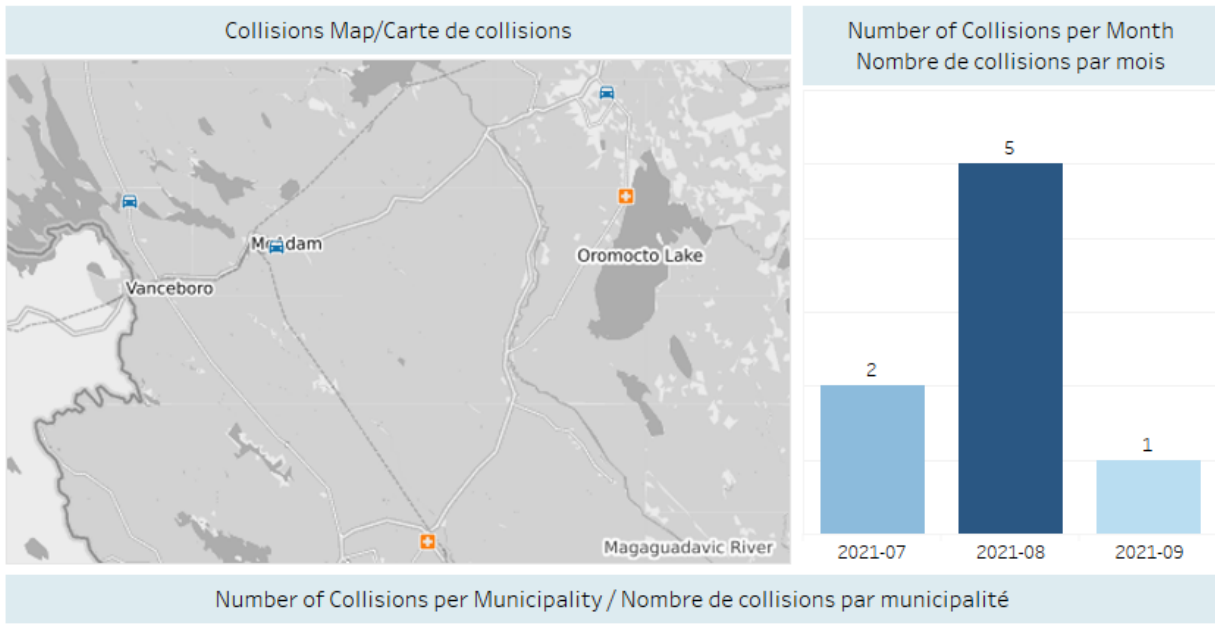 Collisions Map/Carte de collisions
McAdam
Oromocto Lake
Vanceboro
Magaguadavic River
Number of Collisions per Month
Nombre de collisions par mois
5
2
1
2021-07
2021-08
2021-09
Number of Collisions per Municipality / Nombre de collisions par municipalité